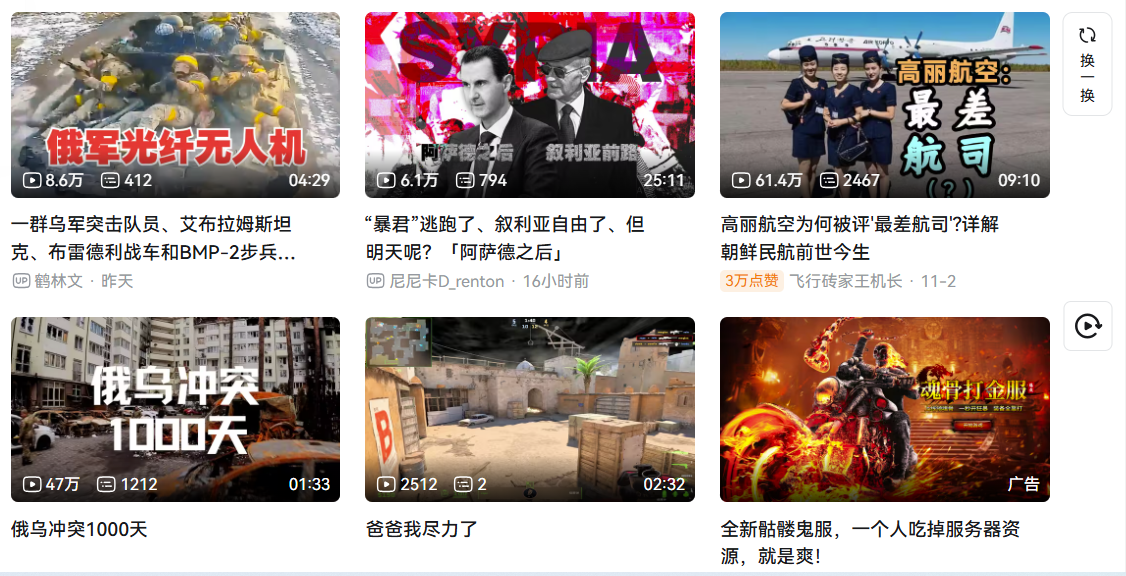 俄军光纤无人机
8.6万 412 04:29
一群乌军突击队员、艾布拉姆斯坦
克、布雷德利战车和BMP-2步兵...
UP 鹤林文 · 昨天
SYRIA
阿萨德之后 叙利亚前路
6.1万 794 25:11
“暴君”逃跑了、叙利亚自由了、但
明天呢？「阿萨德之后」
UP 尼尼卡D_renton · 16小时前
高丽航空：
最差
航司
(?)
61.4万 2467 09:10
高丽航空为何被评'最差航司'?详解
朝鲜民航前世今生
3万点赞 飞行砖家王机长 · 11-2
换一换
俄乌冲突
1000天
47万 1212 01:33
俄乌冲突1000天
B
2512 2 02:32
爸爸我尽力了
魂骨打金服
广告
全新骷髅鬼服，一个人吃掉服务器资
源，就是爽！